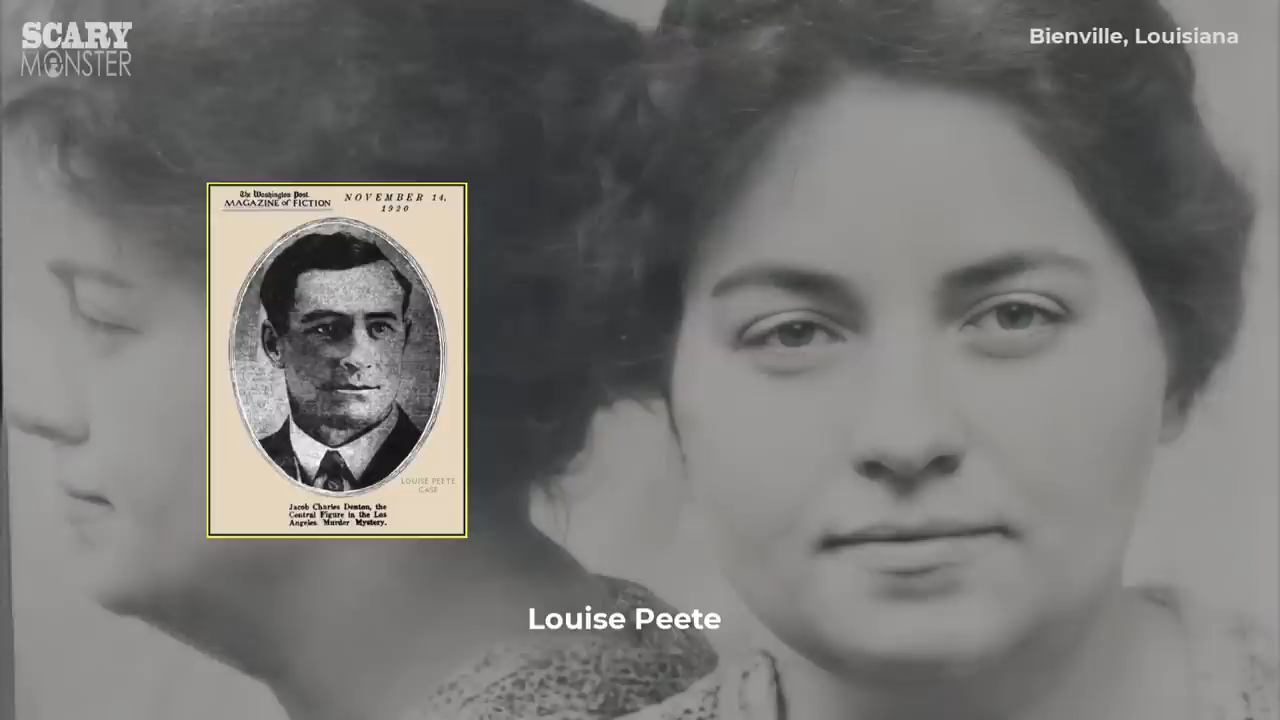 SCARY
MONSTER
Bienville, Louisiana
The Washington Post.
MAGAZINE of FICTION
NOVEMBER 14,
1920
LOUISE PEETE
CASE
Jacob Charles Denton, the
Central Figure in the Los
Angeles Murder Mystery.
Louise Peete